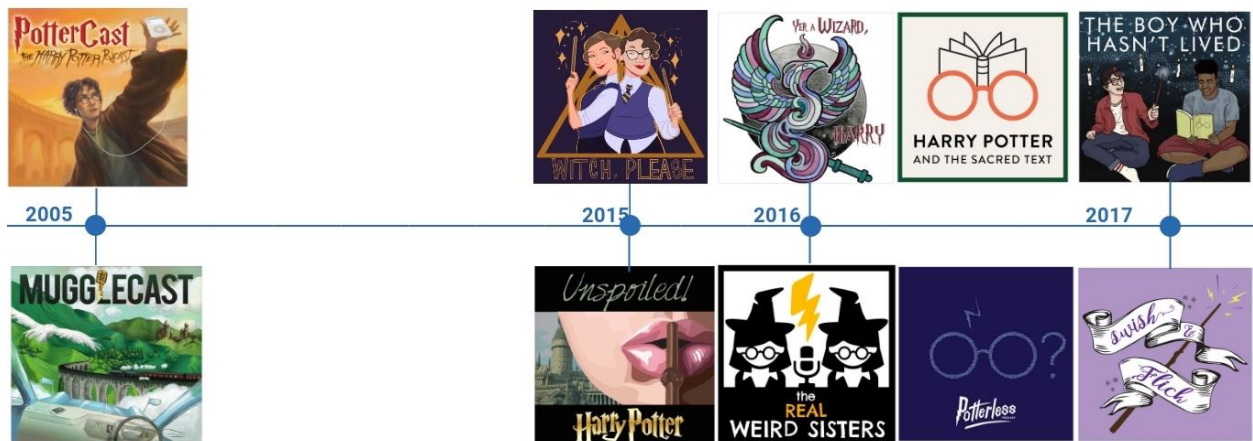 PotterCast
THE HARRY POTTER PODCAST
WITCH, PLEASE
YER A WIZARD,
HARRY
HARRY POTTER
AND THE SACRED TEXT
THE BOY WHO
HASN'T LIVED
2005
2015
2016
2017
MUGGLECAST
Unspoiled!
Harry Potter
the
REAL
WEIRD SISTERS
?
Potterless
Swish &
Flick